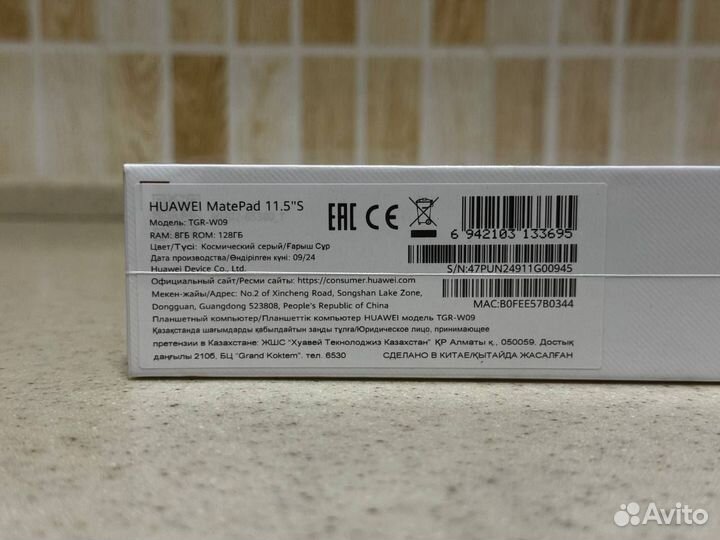 HUAWEI MatePad 11.5"S
Модель: TGR-W09
RAM: 8ГБ ROM: 128ГБ
Цвет/Түсі: Космический серый/Ғарыш Сұр
Дата производства/Өндірілген күні: 09/24
Huawei Device Co., Ltd.
Официальный сайт/Ресми сайты: https://consumer.huawei.com
Мекен-жайы/Адрес: No.2 of Xincheng Road, Songshan Lake Zone,
Dongguan, Guangdong 523808, People's Republic of China
Планшетный компьютер/Планшеттік компьютер HUAWEI модель TGR-W09
Қазақстанда шағымдарды қабылдайтын заңды тұлға/Юридическое лицо, принимающее
претензии в Казахстане: ЖШС "Хуавей Текнолоджиз Казахстан" ҚР Алматы қ., 050059. Достық
даңғылы 210б, БЦ "Grand Koktem". тел. 6530
EAC CE
6 942103 133695
S/N:47PUN24911G00945
MAC:B0FEE57B0344
СДЕЛАНО В КИТАЕ/ҚЫТАЙДА ЖАСАЛҒАН
Avito